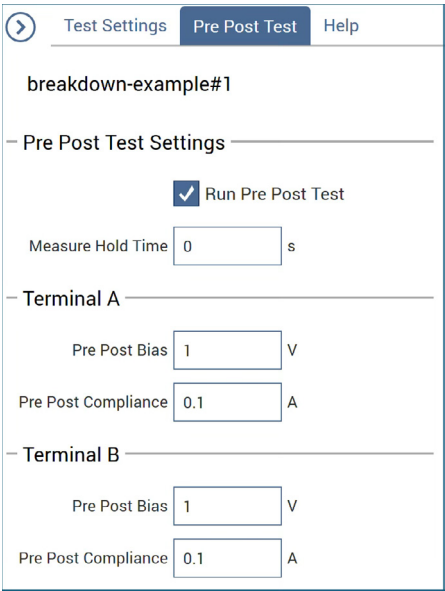 Test Settings Pre Post Test Help
breakdown-example#1
Pre Post Test Settings
Run Pre Post Test
Measure Hold Time 0 s
Terminal A
Pre Post Bias 1 V
Pre Post Compliance 0.1 A
Terminal B
Pre Post Bias 1 V
Pre Post Compliance 0.1 A